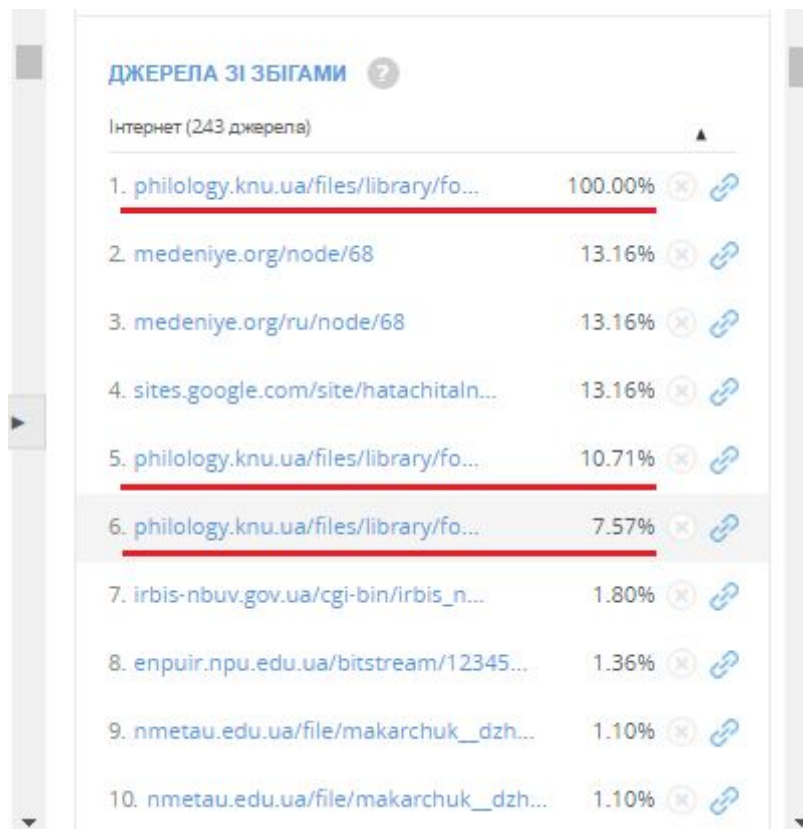 ДЖЕРЕЛА ЗІ ЗБІГАМИ ?
Інтернет (243 джерела)
1. philology.knu.ua/files/library/fo... 100.00%
2. medeniye.org/node/68 13.16%
3. medeniye.org/ru/node/68 13.16%
4. sites.google.com/site/hatachitaln... 13.16%
5. philology.knu.ua/files/library/fo... 10.71%
6. philology.knu.ua/files/library/fo... 7.57%
7. irbis-nbuv.gov.ua/cgi-bin/irbis_n... 1.80%
8. enpuir.npu.edu.ua/bitstream/12345... 1.36%
9. nmetau.edu.ua/file/makarchuk__dzh... 1.10%
10. nmetau.edu.ua/file/makarchuk__dzh... 1.10%